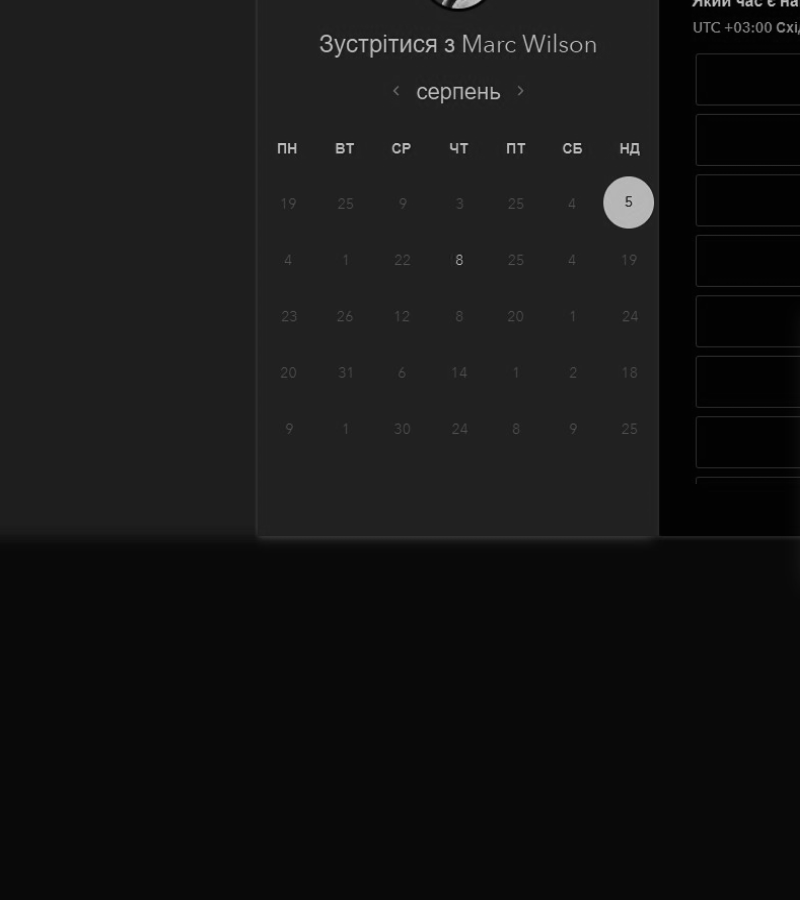 Зустрітися з Marc Wilson
‹ серпень ›
ПН ВТ СР ЧТ ПТ СБ НД
19 25 9 3 25 4 5
4 1 22 8 25 4 19
23 26 12 8 20 1 24
20 31 6 14 1 2 18
9 1 30 24 8 9 25
Який час є на
UTC +03:00 Схі